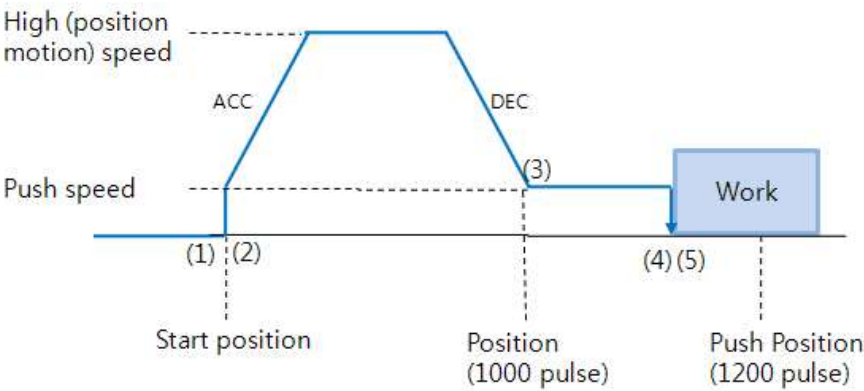 High (position
motion) speed
ACC
DEC
(3)
Push speed
Work
(1) (2)
(4) (5)
Start position
Position
(1000 pulse)
Push Position
(1200 pulse)